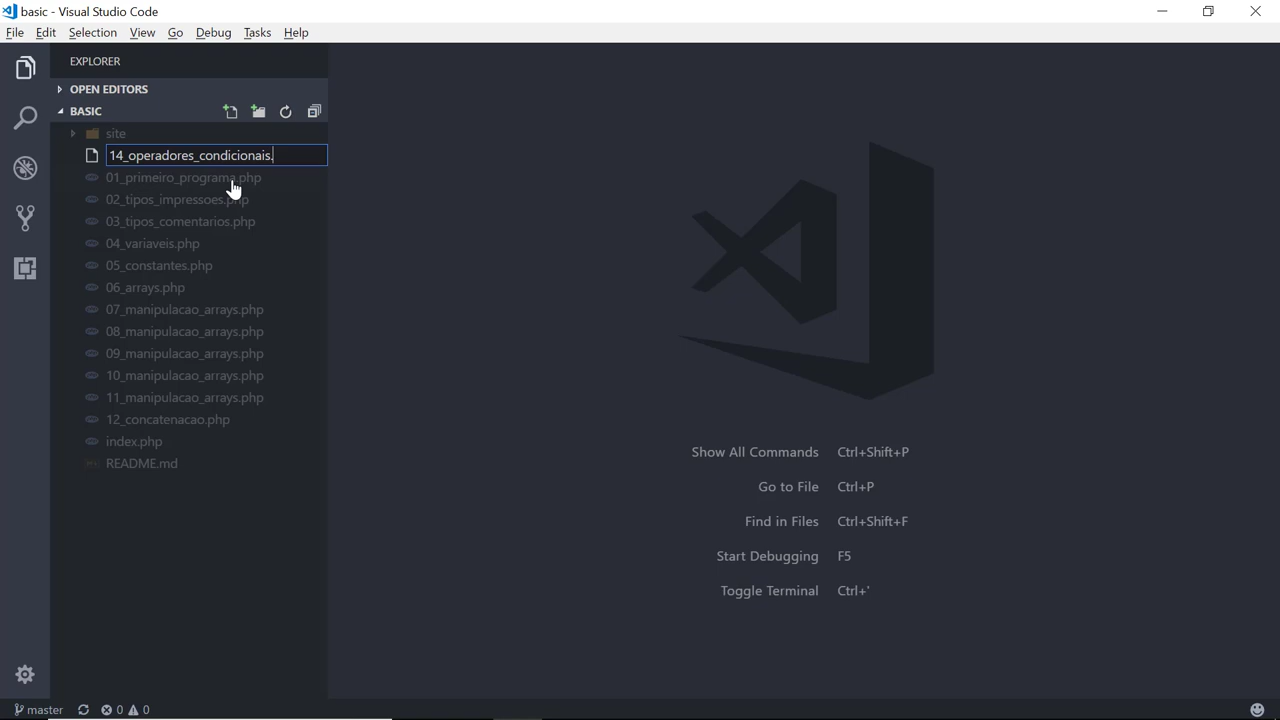 basic - Visual Studio Code
File Edit Selection View Go Debug Tasks Help
EXPLORER
OPEN EDITORS
BASIC
site
14_operadores_condicionais.
01_primeiro_programa.php
02_tipos_impressoes.php
03_tipos_comentarios.php
04_variaveis.php
05_constantes.php
06_arrays.php
07_manipulacao_arrays.php
08_manipulacao_arrays.php
09_manipulacao_arrays.php
10_manipulacao_arrays.php
11_manipulacao_arrays.php
12_concatenacao.php
index.php
README.md
Show All Commands Ctrl+Shift+P
Go to File Ctrl+P
Find in Files Ctrl+Shift+F
Start Debugging F5
Toggle Terminal Ctrl+`
master 0 0